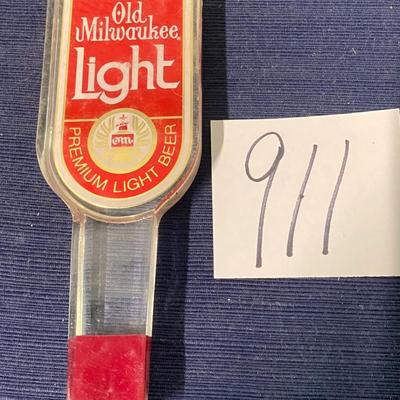 Old
Milwaukee
Light
om
PREMIUM LIGHT BEER
911